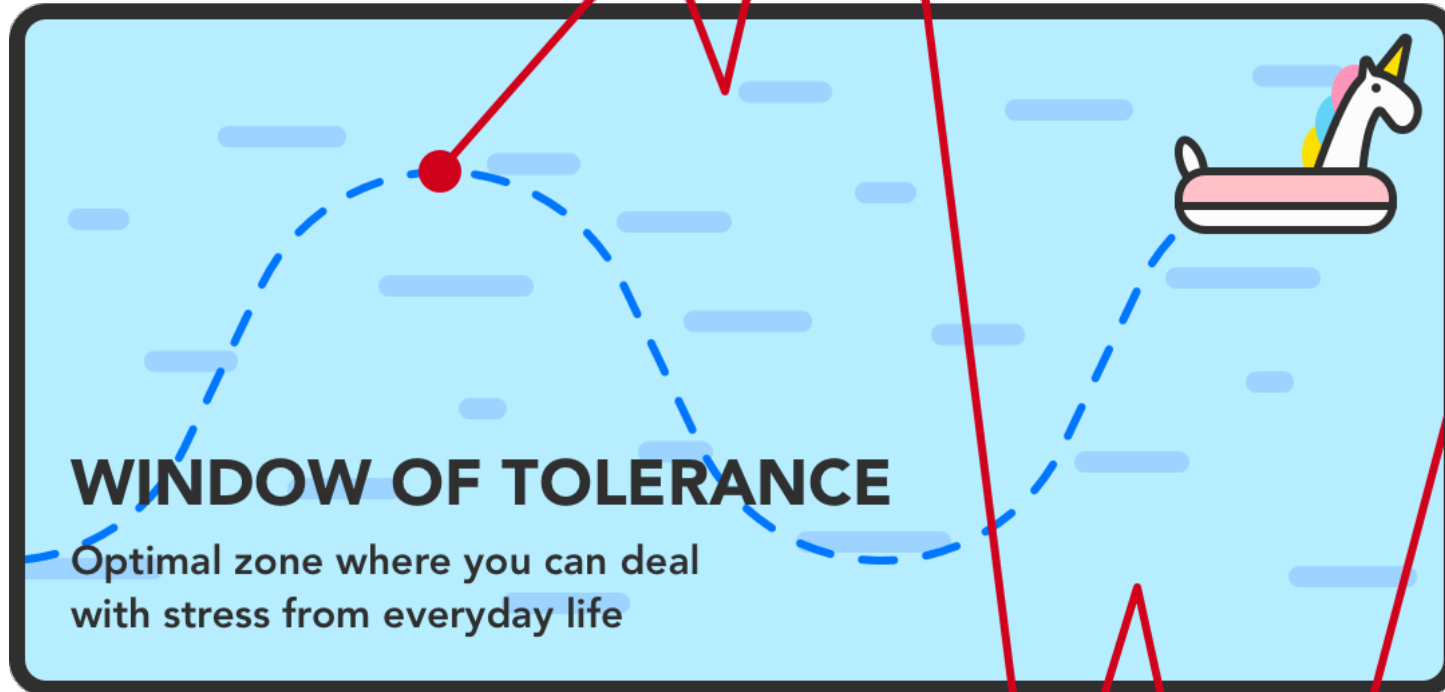 WINDOW OF TOLERANCE
Optimal zone where you can deal
with stress from everyday life